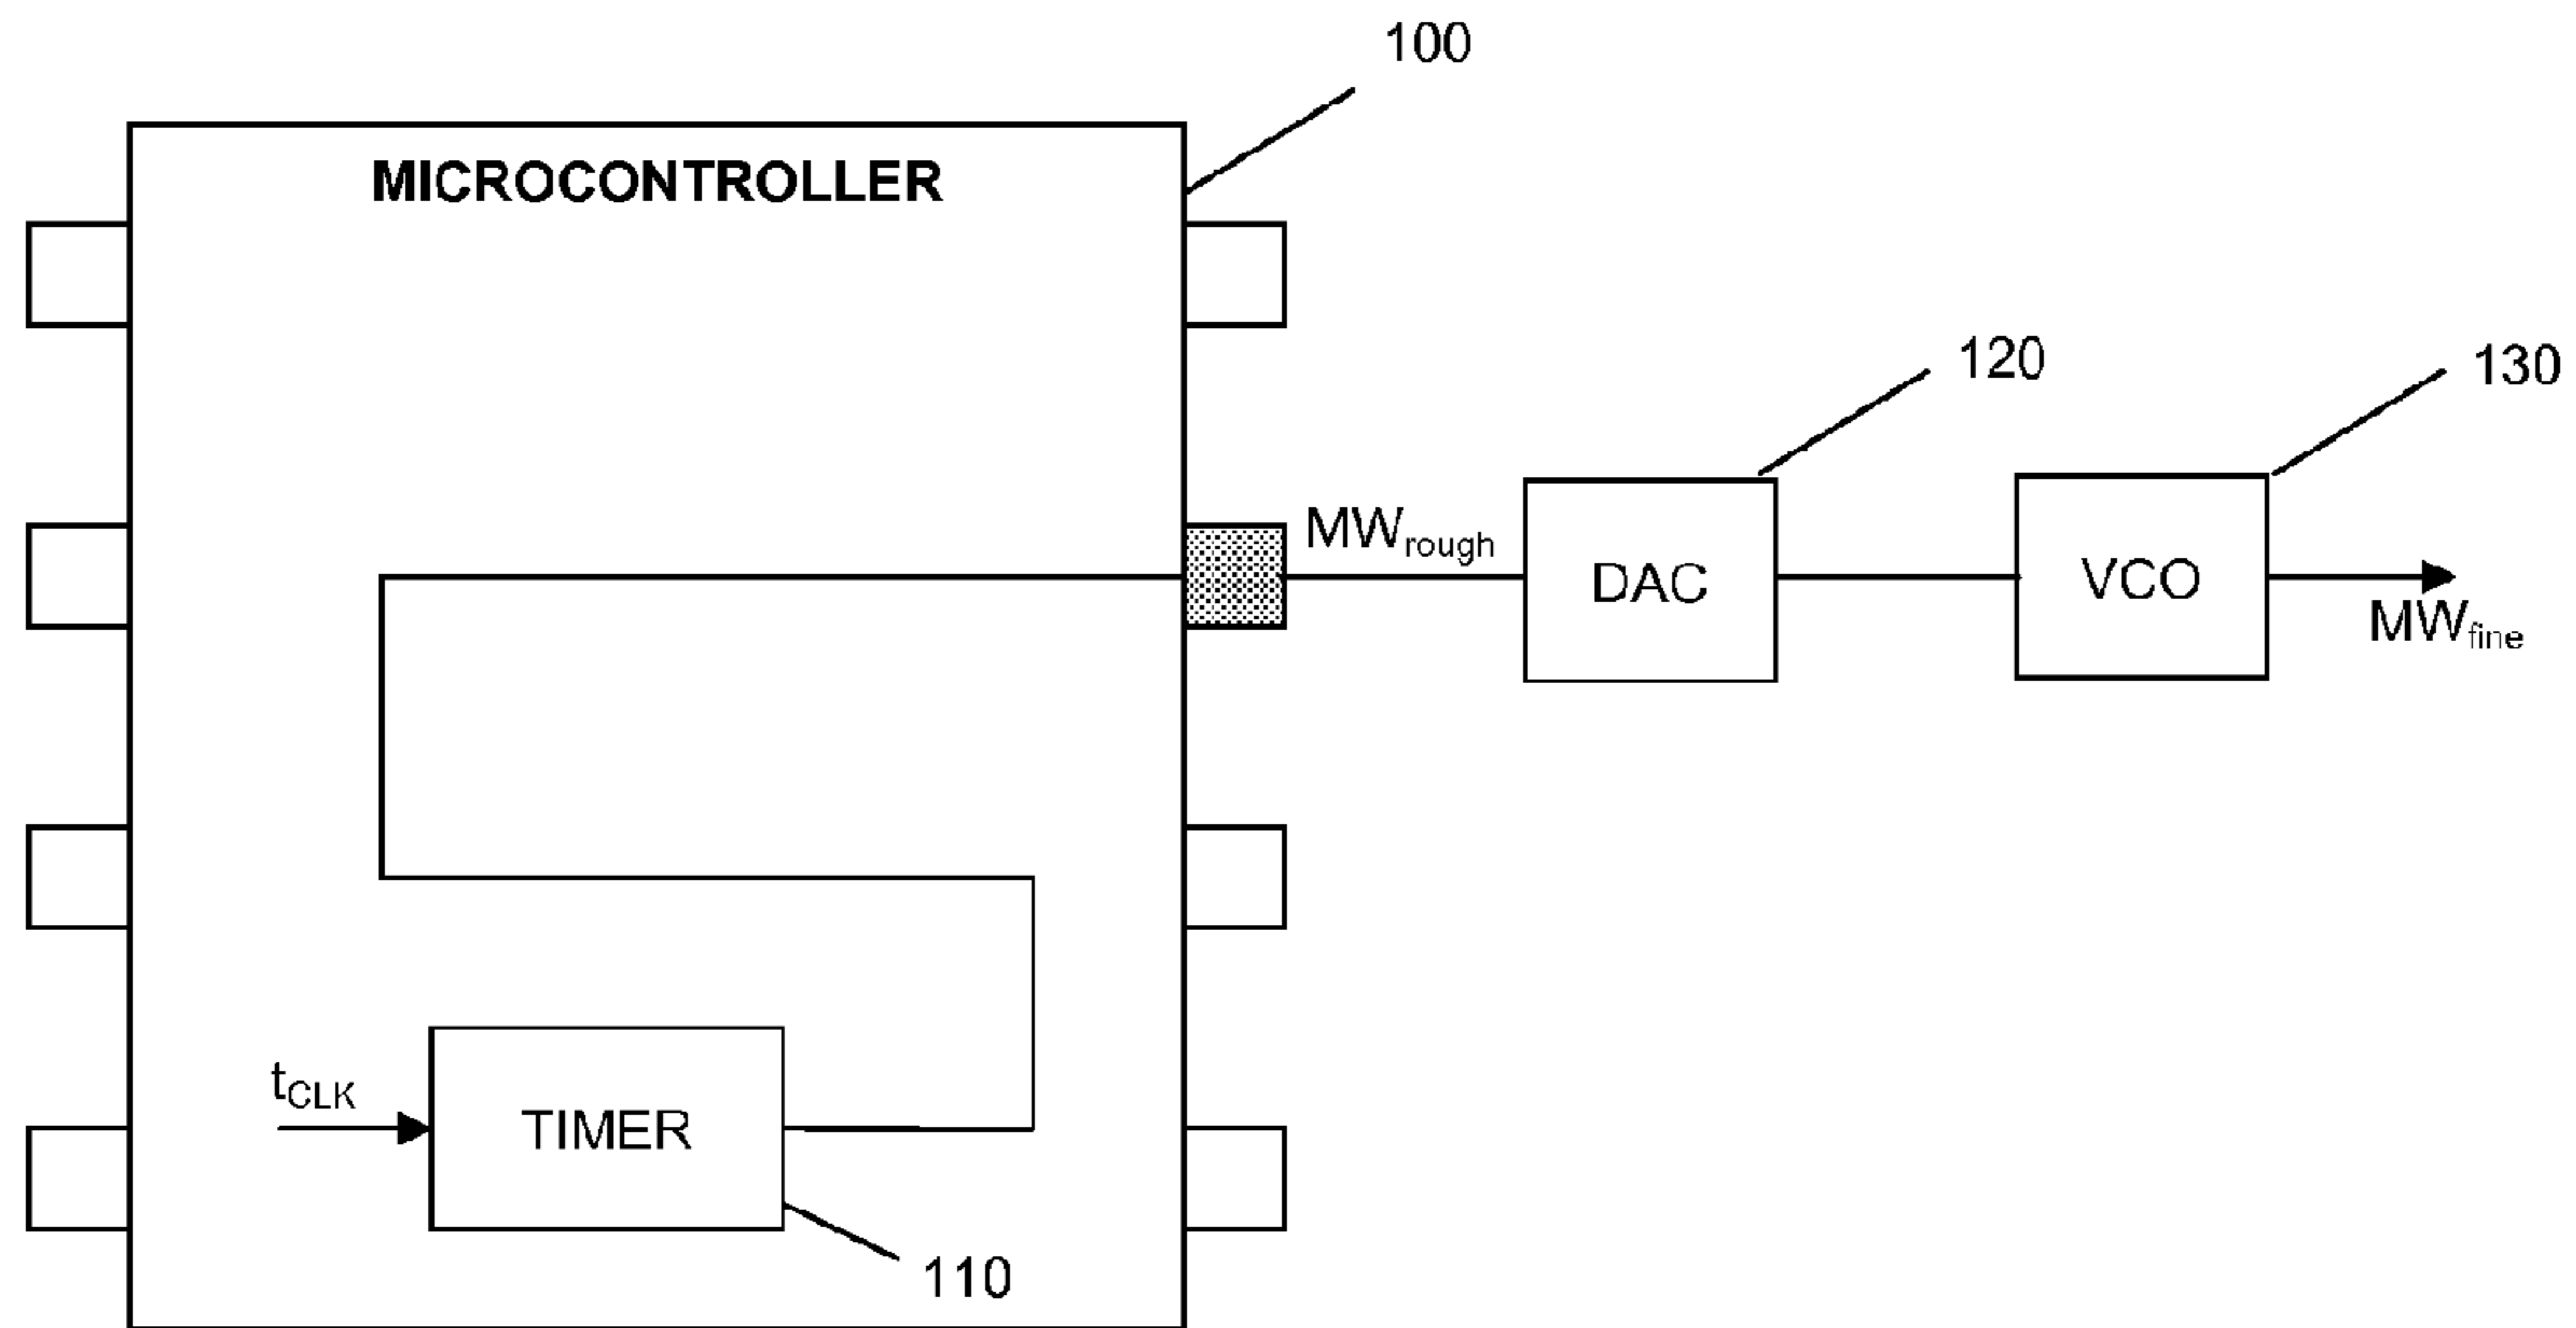 100
MICROCONTROLLER
120
130
MWrough
DAC
VCO
MWfine
tCLK
TIMER
110